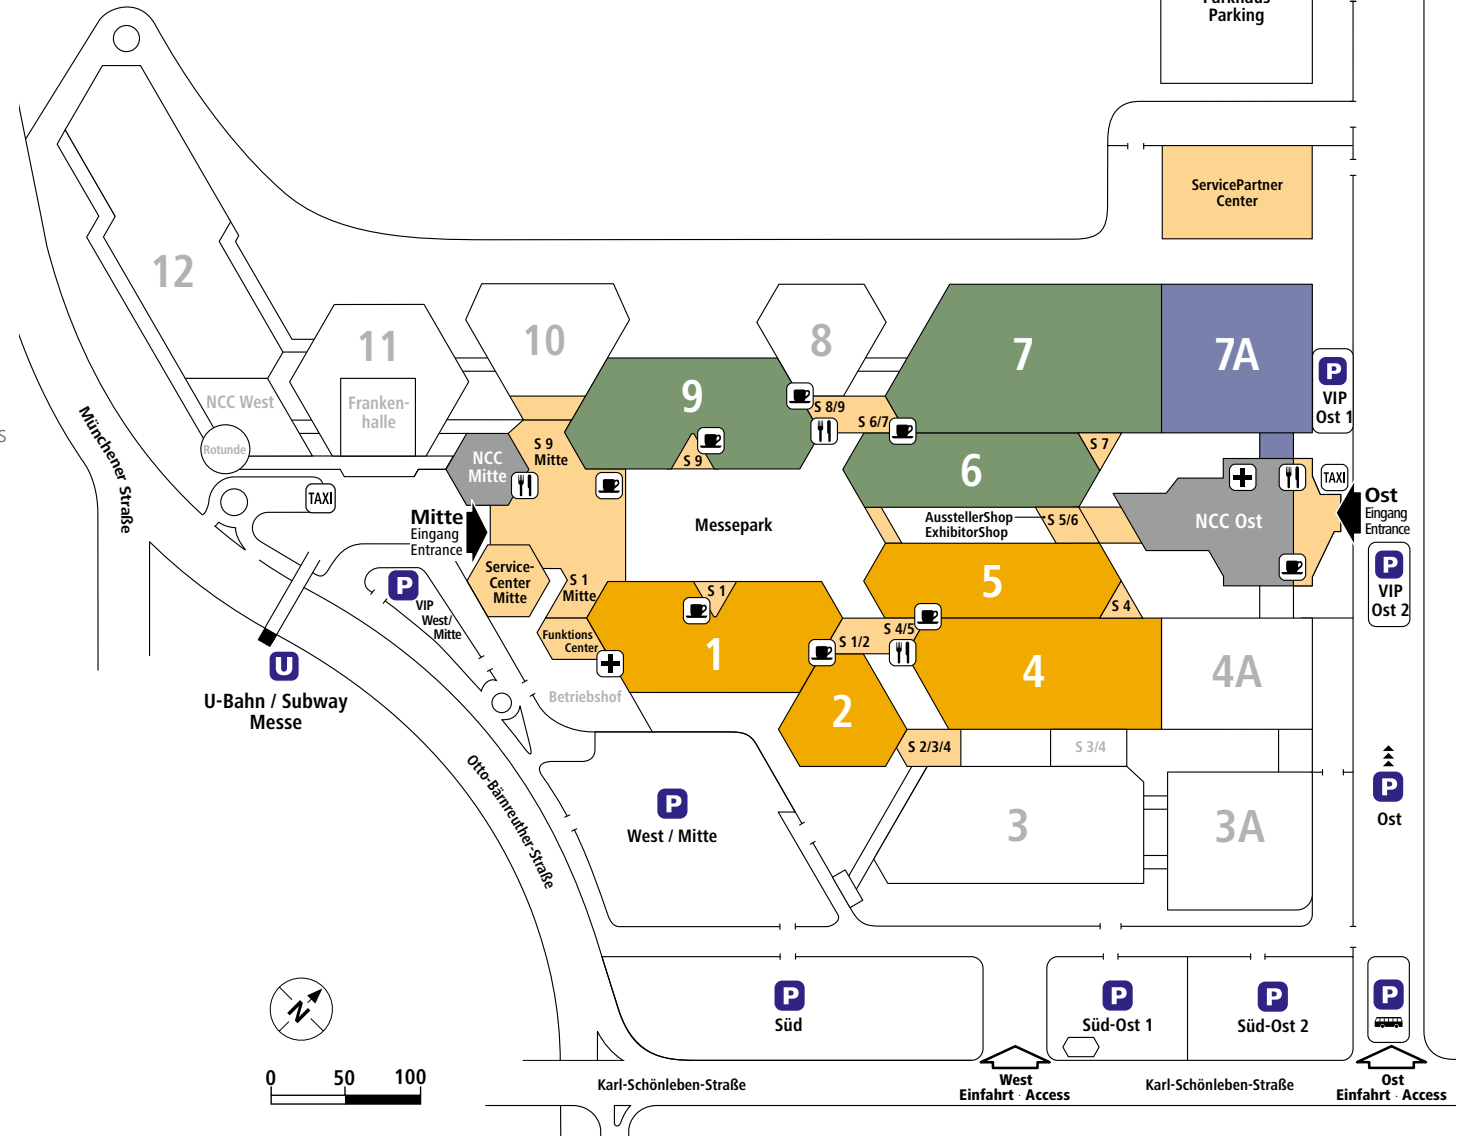 Parking
ServicePartner
Center
12
11
10
9
8
7
7A
P
VIP
Ost 1
NCC West
Franken-
halle
Rotunde
S 8/9
S 6/7
S 9
Mitte
S 9
NCC
Mitte
6
S 7
TAXI
Münchener Straße
Mitte
Eingang
Entrance
Messepark
AusstellerShop
ExhibitorShop
S 5/6
NCC Ost
TAXI
Ost
Eingang
Entrance
Service-
Center
Mitte
S 1
Mitte
S 1
5
S 4
P
VIP
Ost 2
P
VIP
West/
Mitte
Funktions
Center
1
S 1/2
S 4/5
4
4A
U
U-Bahn / Subway
Messe
Betriebshof
2
S 2/3/4
S 3/4
Otto-Bärnreuther-Straße
P
West / Mitte
3
3A
P
Ost
N
P
Süd
P
Süd-Ost 1
P
Süd-Ost 2
P
0 50 100
Karl-Schönleben-Straße
West
Einfahrt · Access
Karl-Schönleben-Straße
Ost
Einfahrt · Access